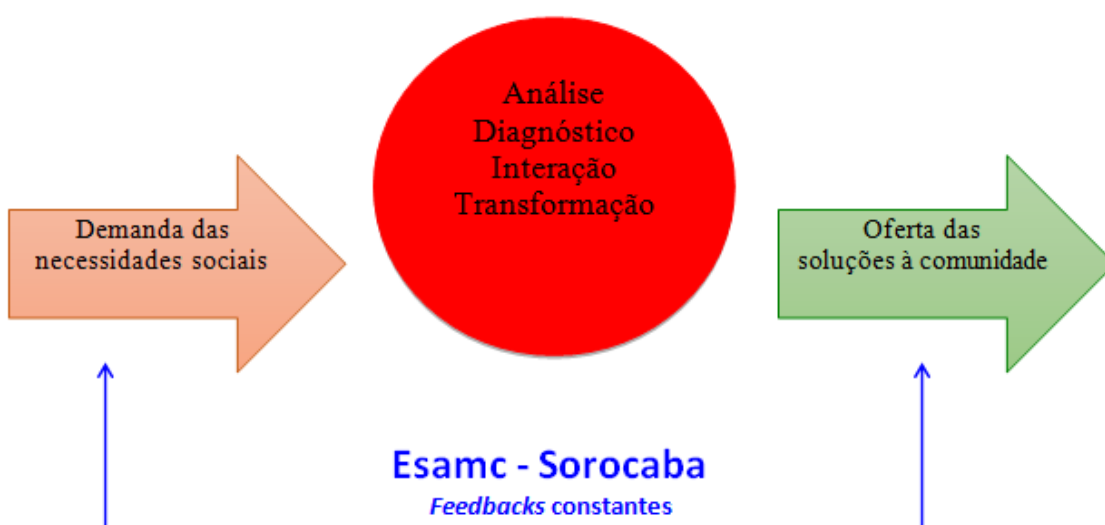 Análise
Diagnóstico
Interação
Transformação
Demanda das
necessidades sociais
Oferta das
soluções à comunidade
Esamc - Sorocaba
Feedbacks constantes